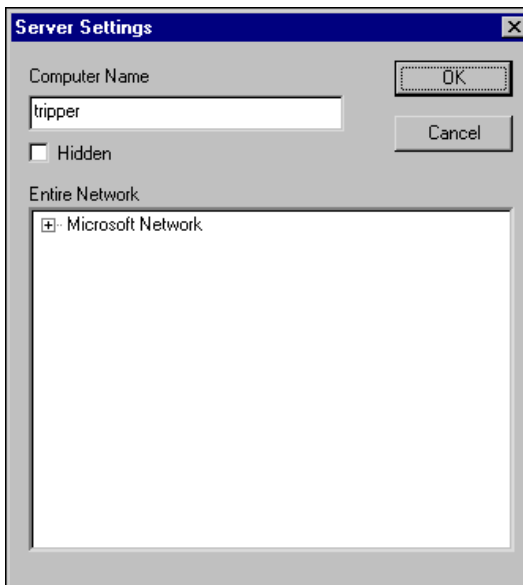 Server Settings
Computer Name
OK
tripper
Cancel
Hidden
Entire Network
Microsoft Network